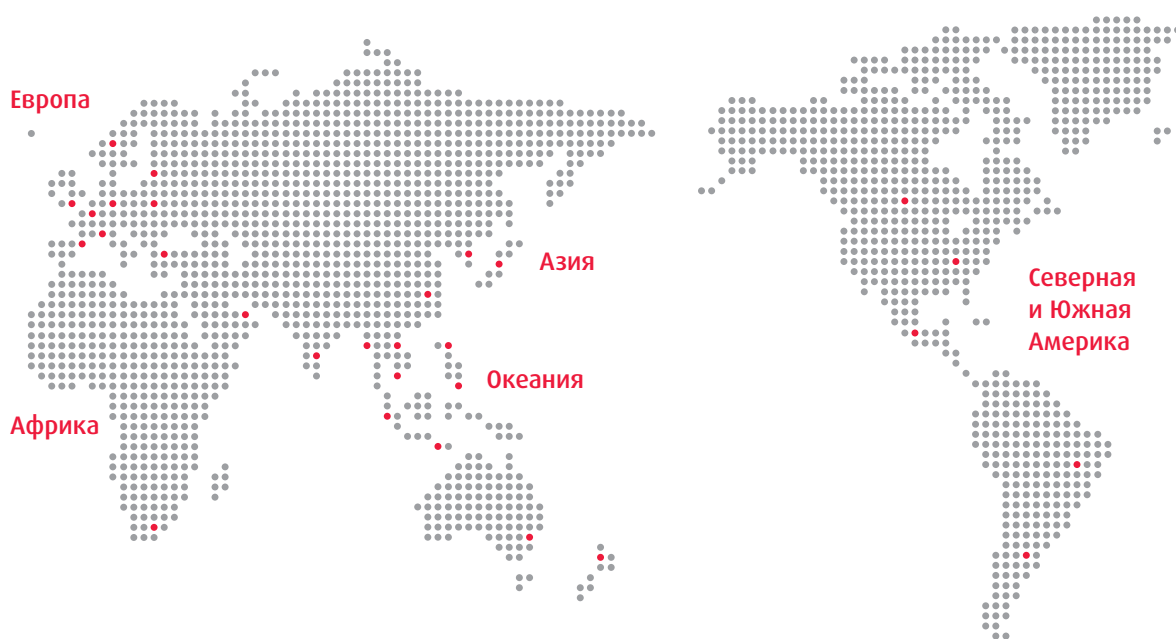 Европа
Азия
Северная
и Южная
Америка
Океания
Африка